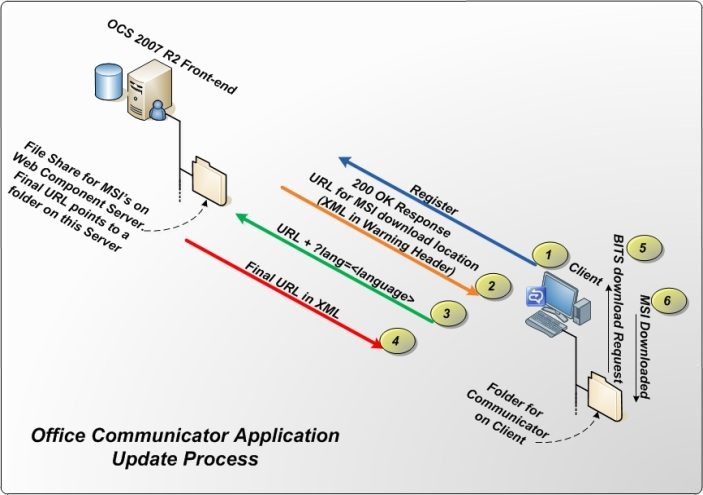 OCS 2007 R2 Front-end
File Share for MSI's on
Web Component Server.
Final URL points to a
folder on this Server
Register
200 OK Response
URL for MSI download location
(XML in Warning Header)
URL + ?lang=<language>
Final URL in XML
1
2
3
4
Client
5
BITS download Request
6
MSI Downloaded
Folder for
Communicator
on Client
Office Communicator Application
Update Process